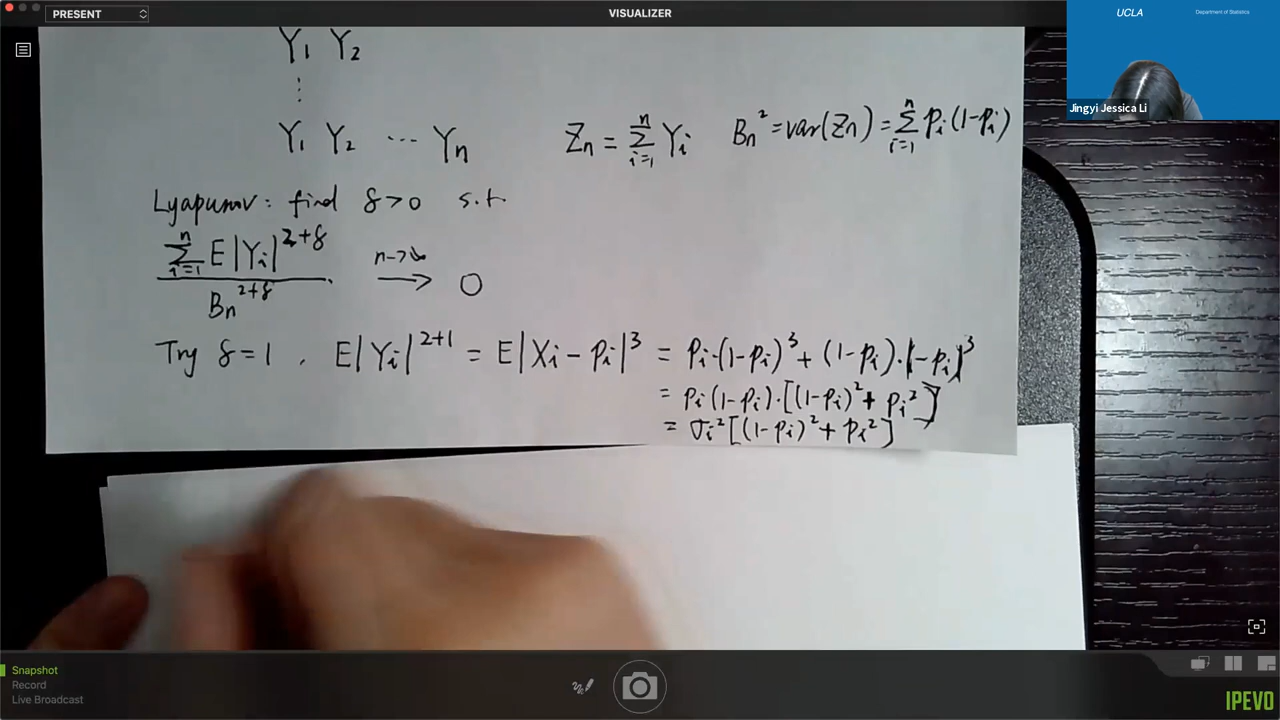 PRESENT
VISUALIZER
UCLA
Department of Statistics
Jingyi Jessica Li
Y₁ Y₂
⋮
Y₁ Y₂ ⋯ Yₙ
Zₙ = Σᵢ₌₁ⁿ Yᵢ Bₙ² = var(Zₙ) = Σᵢ₌₁ⁿ pᵢ(1-pᵢ)
Lyapunov: find δ>0 s.t.
Σᵢ₌₁ⁿ E|Yᵢ|²⁺ᵟ / Bₙ²⁺ᵟ n→∞ → 0
Try δ=1, E|Yᵢ|²⁺¹ = E|Xᵢ-pᵢ|³ = pᵢ·(1-pᵢ)³+(1-pᵢ)·|-pᵢ|³
= pᵢ(1-pᵢ)·[(1-pᵢ)²+pᵢ²]
= σᵢ²[(1-pᵢ)²+pᵢ²]
Snapshot
Record
Live Broadcast
IPEVO